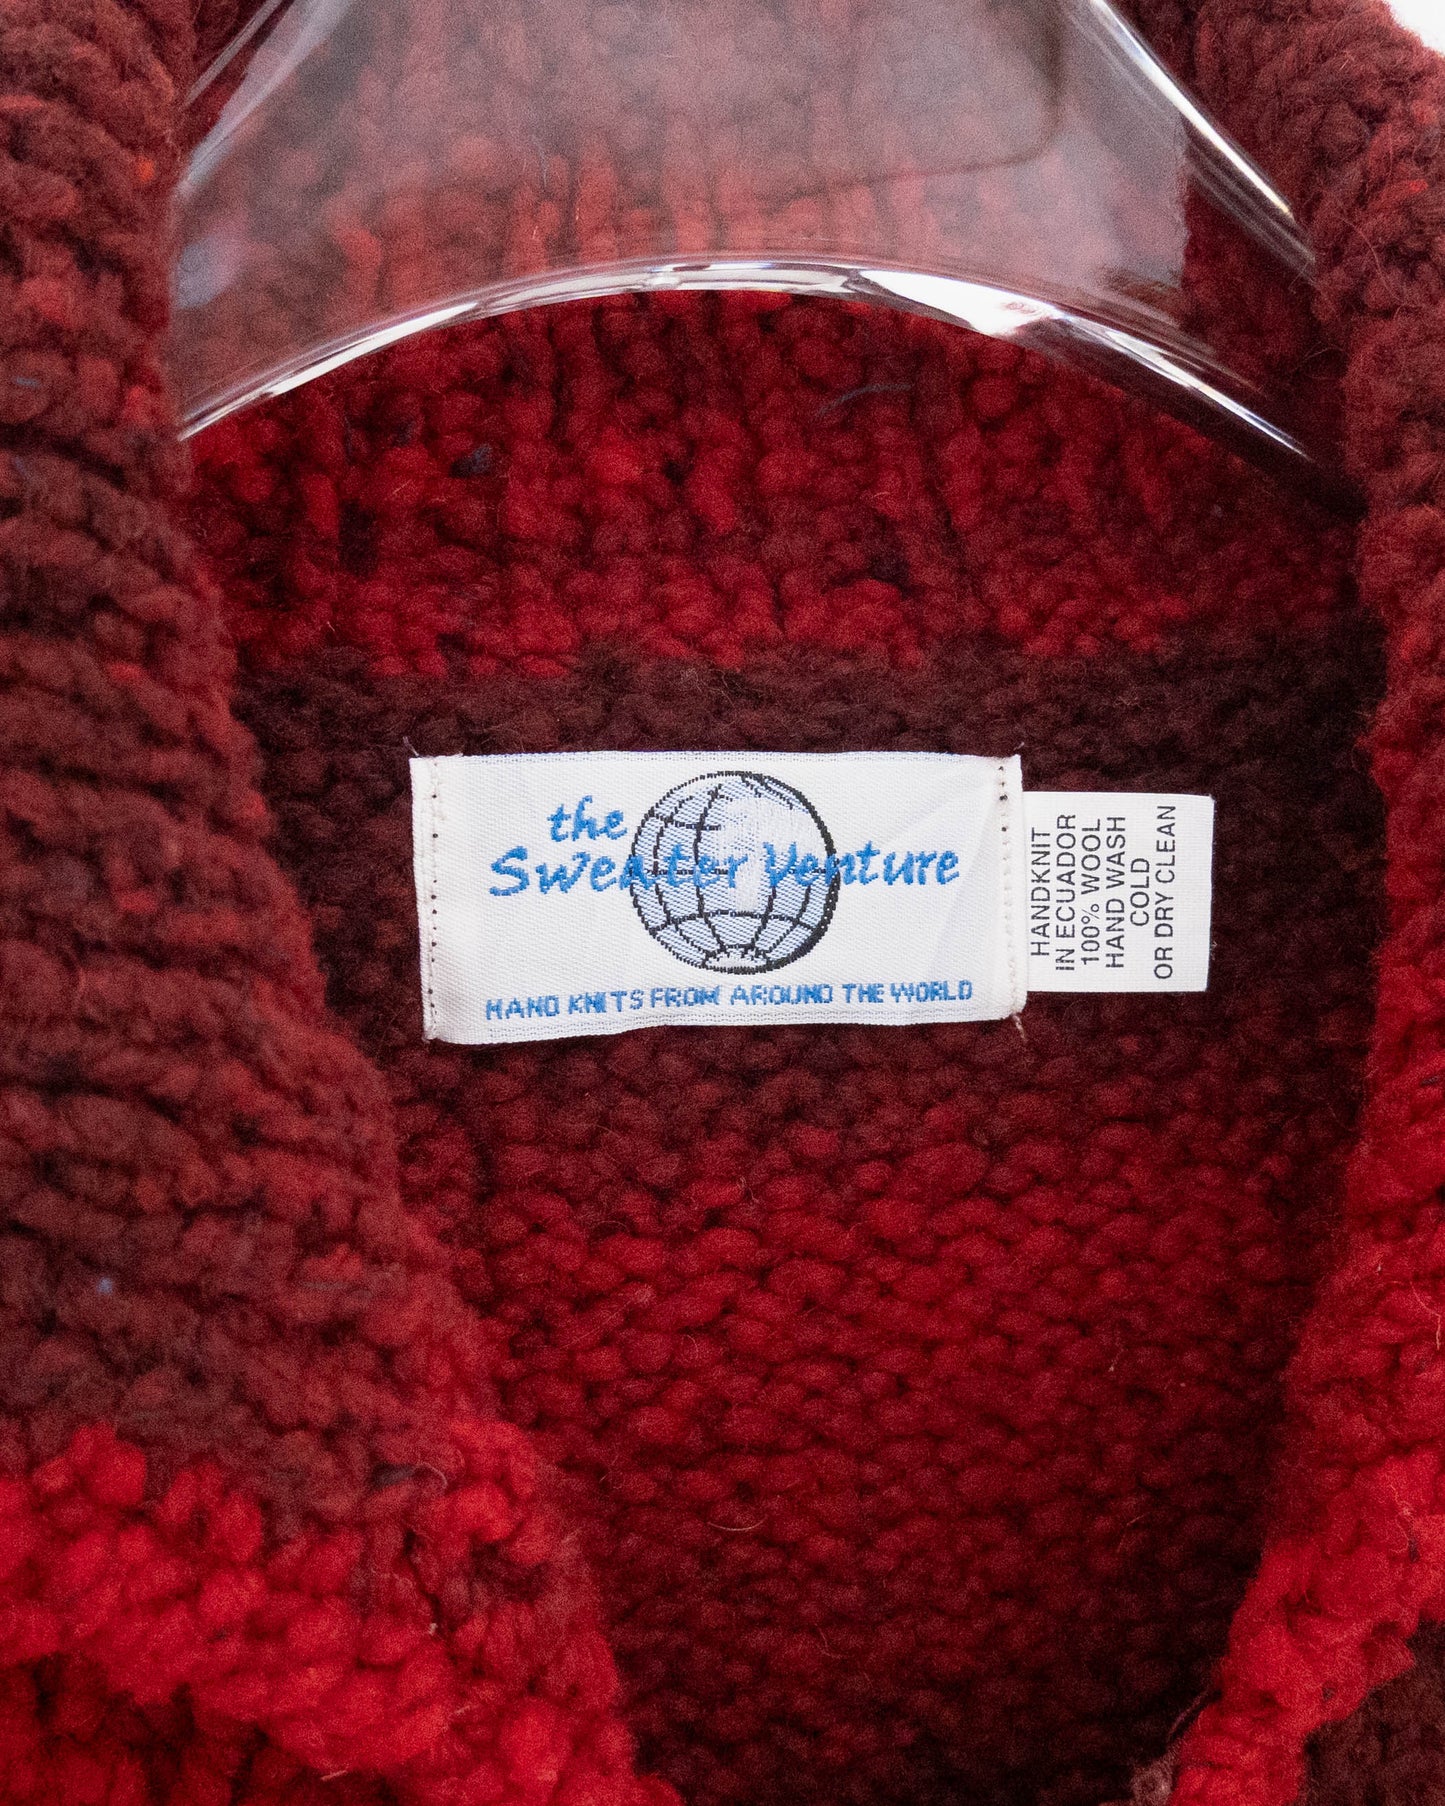 the
Sweater Venture
HAND KNITS FROM AROUND THE WORLD
HANDKNIT
IN ECUADOR
100% WOOL
HAND WASH
COLD
OR DRY CLEAN